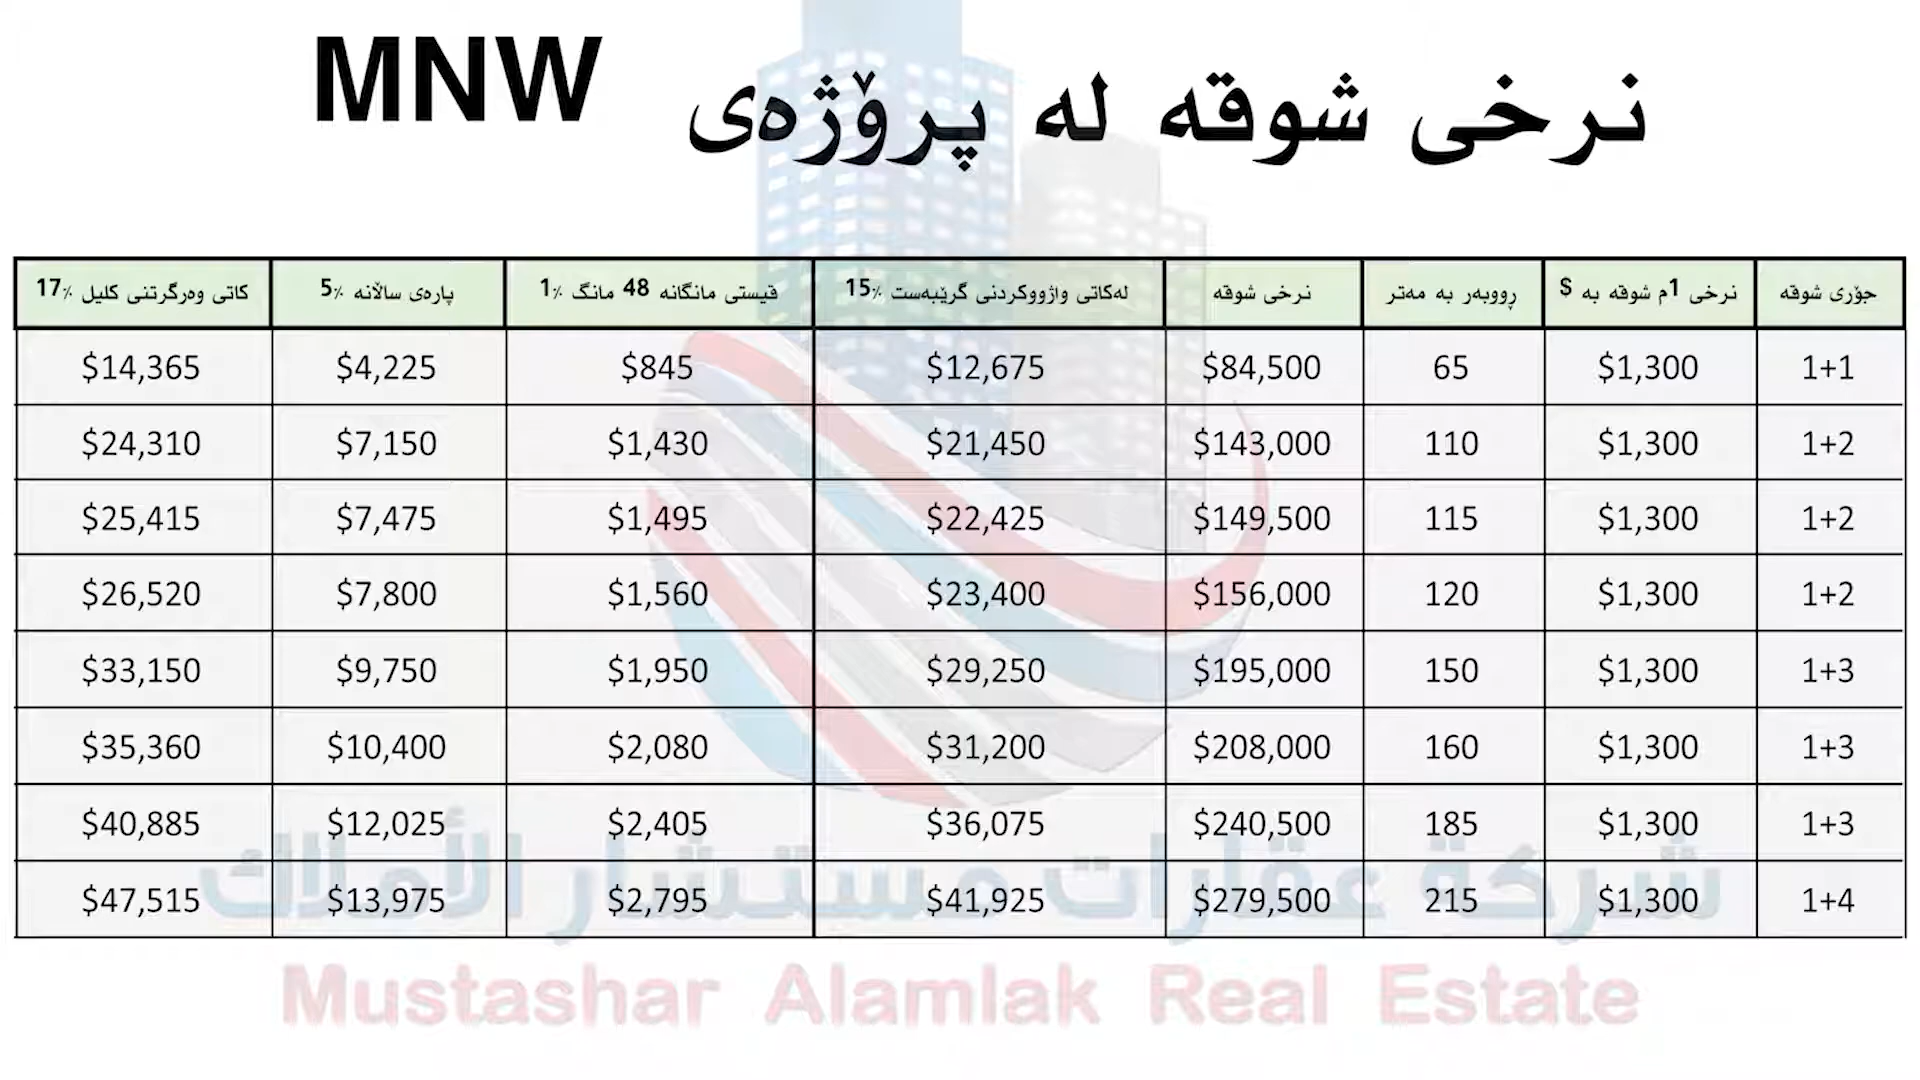 نرخی شوقە لە پرۆژەی MNW
جۆری شوقە نرخی 1م شوقە بە $ ڕووبەر بە مەتر نرخی شوقە لەکاتی واژووکردنی گرێبەست ٪15 قیستی مانگانە 48 مانگ ٪1 پارەی ساڵانە ٪5 کاتی وەرگرتنی کلیل ٪17
1+1 $1,300 65 $84,500 $12,675 $845 $4,225 $14,365
1+2 $1,300 110 $143,000 $21,450 $1,430 $7,150 $24,310
1+2 $1,300 115 $149,500 $22,425 $1,495 $7,475 $25,415
1+2 $1,300 120 $156,000 $23,400 $1,560 $7,800 $26,520
1+3 $1,300 150 $195,000 $29,250 $1,950 $9,750 $33,150
1+3 $1,300 160 $208,000 $31,200 $2,080 $10,400 $35,360
1+3 $1,300 185 $240,500 $36,075 $2,405 $12,025 $40,885
1+4 $1,300 215 $279,500 $41,925 $2,795 $13,975 $47,515
شركة عقارات مستشار الأملاك
Mustashar Alamlak Real Estate